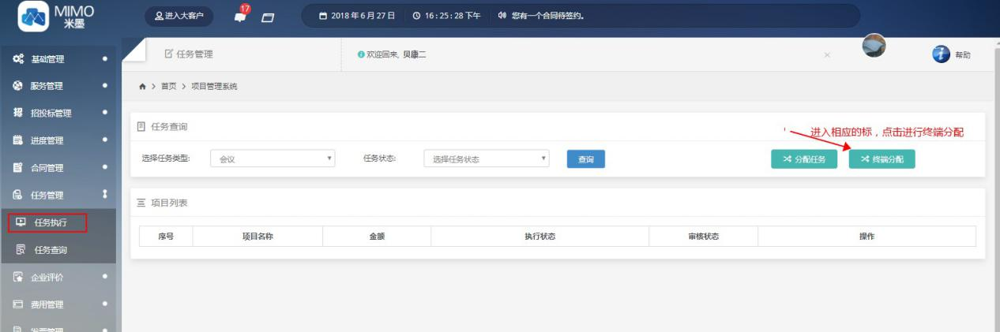 MIMO
米墨
进入大客户
17
2018年6月27日
16:25:28下午
您有一个合同待签约。
基础管理
服务管理
招 招投标管理
进度管理
合同管理
任务管理
任务执行
任务查询
企业评价
费用管理
任务管理
欢迎回来, 贝康二
×
帮助
首页 > 项目管理系统
任务查询
进入相应的标，点击进行终端分配
选择任务类型:
会议
任务状态:
选择任务状态
查询
分配任务
终端分配
项目列表
序号 项目名称 金额 执行状态 审核状态 操作